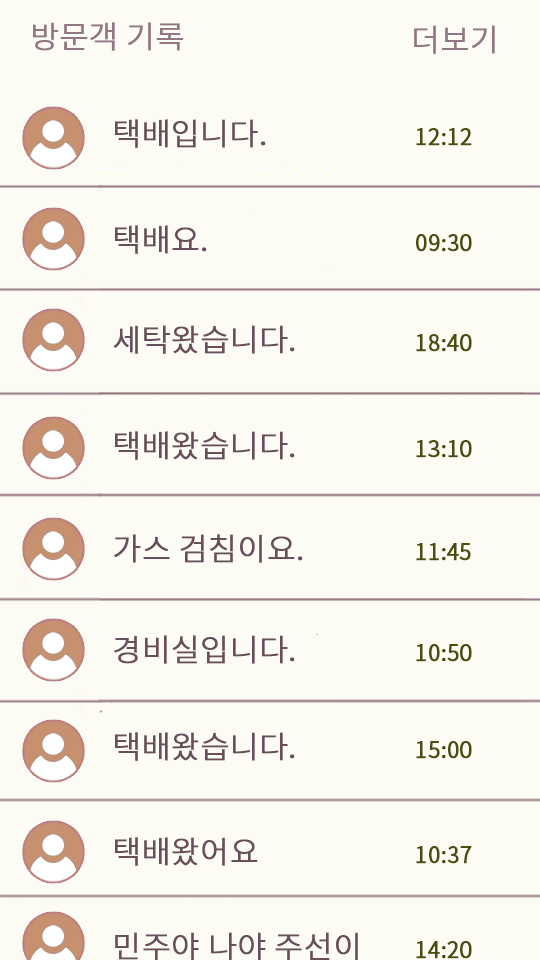 방문객 기록 더보기
택배입니다. 12:12
택배요. 09:30
세탁왔습니다. 18:40
택배왔습니다. 13:10
가스 검침이요. 11:45
경비실입니다. 10:50
택배왔습니다. 15:00
택배왔어요 10:37
민주야 나야 주선이 14:20